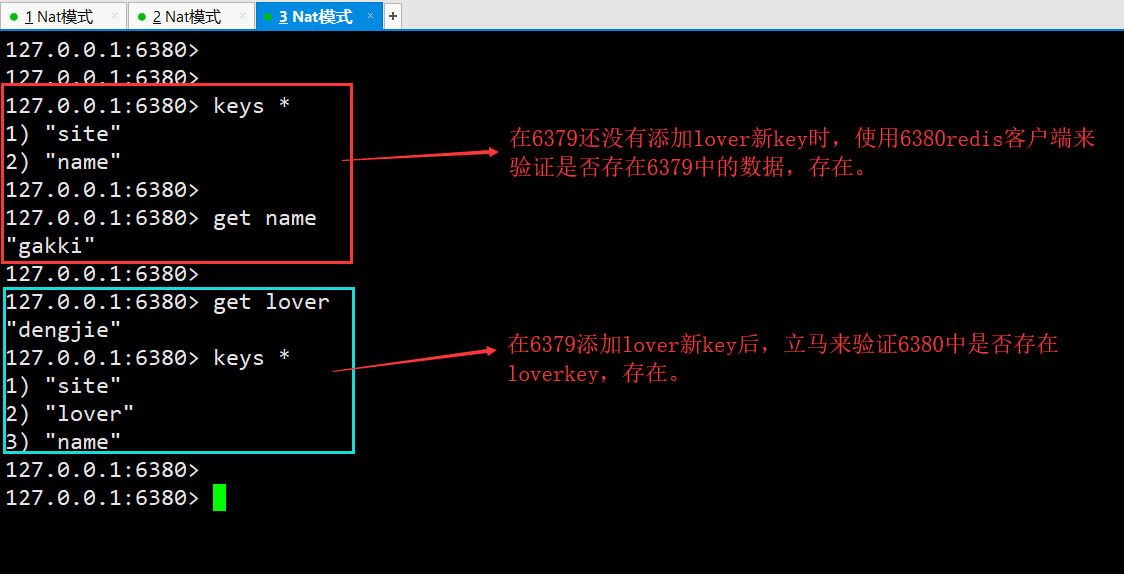 1 Nat模式 × 2 Nat模式 × 3 Nat模式 × +
127.0.0.1:6380>
127.0.0.1:6380>
127.0.0.1:6380> keys *
1) "site"
2) "name"
127.0.0.1:6380>
127.0.0.1:6380> get name
"gakki"
127.0.0.1:6380>
127.0.0.1:6380> get lover
"dengjie"
127.0.0.1:6380> keys *
1) "site"
2) "lover"
3) "name"
127.0.0.1:6380>
127.0.0.1:6380>
在6379还没有添加lover新key时，使用6380redis客户端来
验证是否存在6379中的数据，存在。
在6379添加lover新key后，立马来验证6380中是否存在
loverkey，存在。